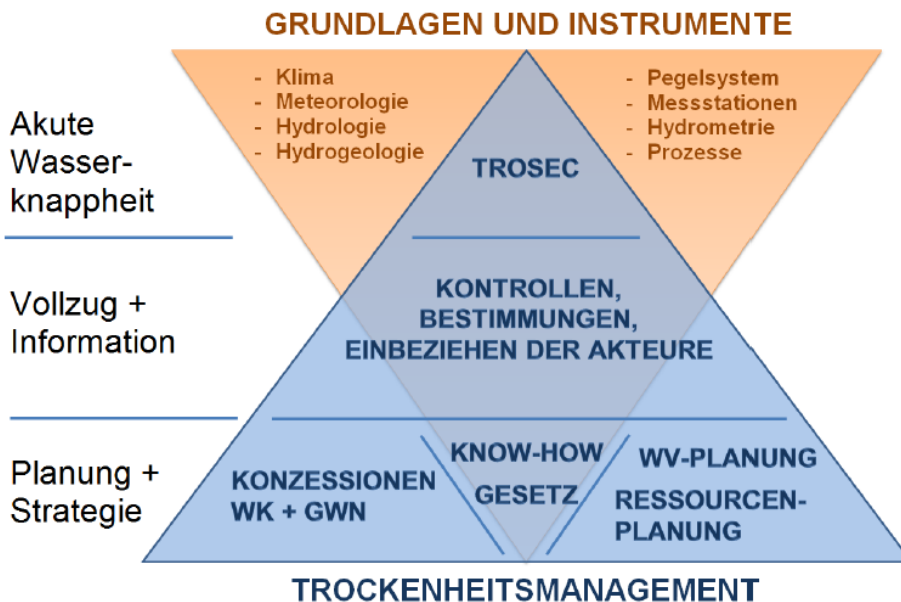 GRUNDLAGEN UND INSTRUMENTE
- Klima
- Meteorologie
- Hydrologie
- Hydrogeologie
- Pegelsystem
- Messstationen
- Hydrometrie
- Prozesse
Akute
Wasser-
knappheit
TROSEC
Vollzug +
Information
KONTROLLEN,
BESTIMMUNGEN,
EINBEZIEHEN DER AKTEURE
Planung +
Strategie
KONZESSIONEN
WK + GWN
KNOW-HOW
GESETZ
WV-PLANUNG
RESSOURCEN-
PLANUNG
TROCKENHEITSMANAGEMENT